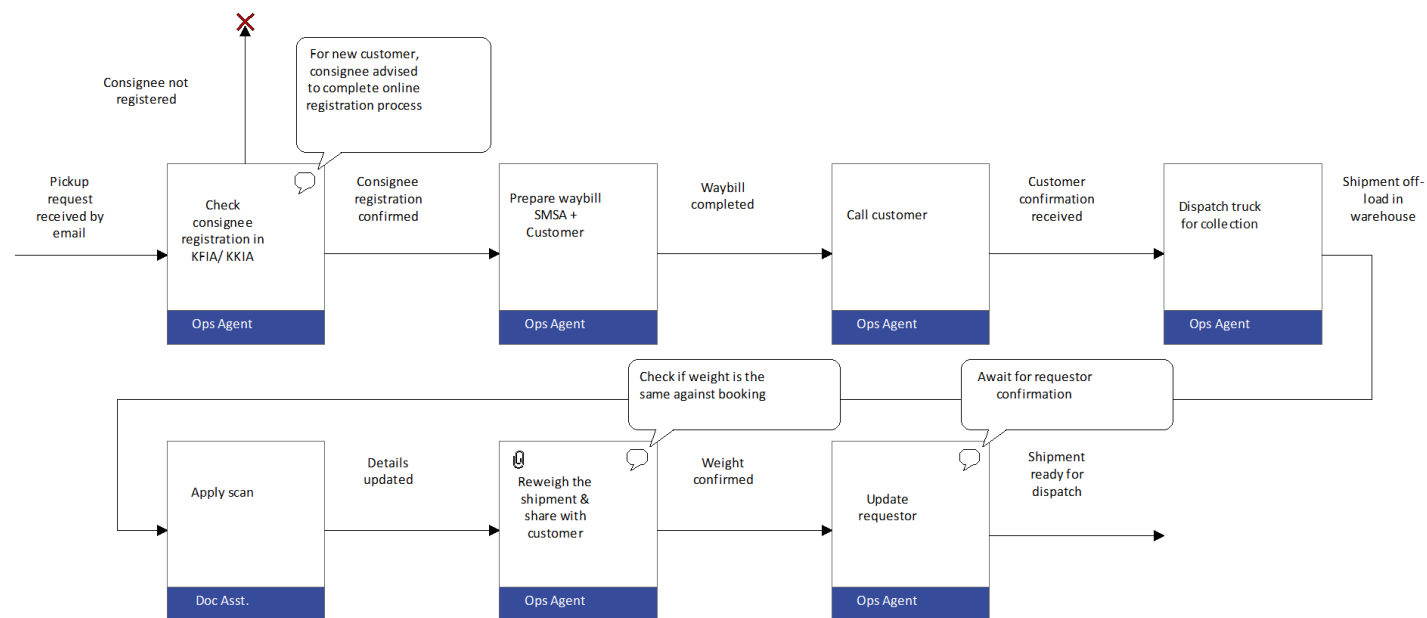 Consignee not
registered
For new customer,
consignee advised
to complete online
registration process
Pickup
request
received by
email
Check
consignee
registration in
KFIA/ KKIA
Ops Agent
Consignee
registration
confirmed
Prepare waybill
SMSA +
Customer
Ops Agent
Waybill
completed
Call customer
Ops Agent
Customer
confirmation
received
Dispatch truck
for collection
Ops Agent
Shipment off-
load in
warehouse
Apply scan
Doc Asst.
Details
updated
Check if weight is the
same against booking
Reweigh the
shipment &
share with
customer
Ops Agent
Weight
confirmed
Await for requestor
confirmation
Update
requestor
Ops Agent
Shipment
ready for
dispatch